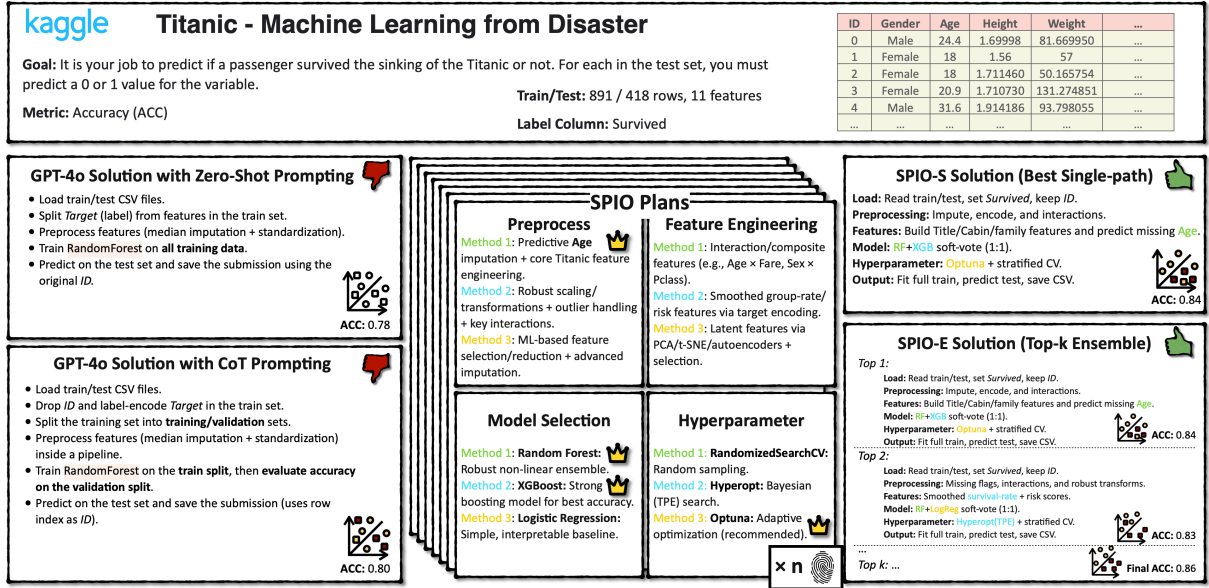 kaggle
Titanic - Machine Learning from Disaster
Goal: It is your job to predict if a passenger survived the sinking of the Titanic or not. For each in the test set, you must
predict a 0 or 1 value for the variable.
Metric: Accuracy (ACC)
Train/Test: 891 / 418 rows, 11 features
Label Column: Survived
ID Gender Age Height Weight ...
0 Male 24.4 1.69998 81.669950 ...
1 Female 18 1.56 57 ...
2 Female 18 1.711460 50.165754 ...
3 Female 20.9 1.710730 131.274851 ...
4 Male 31.6 1.914186 93.798055 ...
... ... ... ... ... ...
GPT-4o Solution with Zero-Shot Prompting
• Load train/test CSV files.
• Split Target (label) from features in the train set.
• Preprocess features (median imputation + standardization).
• Train RandomForest on all training data.
• Predict on the test set and save the submission using the
original ID.
ACC: 0.78
GPT-4o Solution with CoT Prompting
• Load train/test CSV files.
• Drop ID and label-encode Target in the train set.
• Split the training set into training/validation sets.
• Preprocess features (median imputation + standardization)
inside a pipeline.
• Train RandomForest on the train split, then evaluate accuracy
on the validation split.
• Predict on the test set and save the submission (uses row
index as ID).
ACC: 0.80
SPIO Plans
Preprocess
Method 1: Predictive Age
imputation + core Titanic feature
engineering.
Method 2: Robust scaling/
transformations + outlier handling
+ key interactions.
Method 3: ML-based feature
selection/reduction + advanced
imputation.
Feature Engineering
Method 1: Interaction/composite
features (e.g., Age × Fare, Sex ×
Pclass).
Method 2: Smoothed group-rate/
risk features via target encoding.
Method 3: Latent features via
PCA/t-SNE/autoencoders +
selection.
Model Selection
Method 1: Random Forest:
Robust non-linear ensemble.
Method 2: XGBoost: Strong
boosting model for best accuracy.
Method 3: Logistic Regression:
Simple, interpretable baseline.
Hyperparameter
Method 1: RandomizedSearchCV:
Random sampling.
Method 2: Hyperopt: Bayesian
(TPE) search.
Method 3: Optuna: Adaptive
optimization (recommended).
× n
SPIO-S Solution (Best Single-path)
Load: Read train/test, set Survived, keep ID.
Preprocessing: Impute, encode, and interactions.
Features: Build Title/Cabin/family features and predict missing Age.
Model: RF+XGB soft-vote (1:1).
Hyperparameter: Optuna + stratified CV.
Output: Fit full train, predict test, save CSV.
ACC: 0.84
SPIO-E Solution (Top-k Ensemble)
Top 1:
Load: Read train/test, set Survived, keep ID.
Preprocessing: Impute, encode, and interactions.
Features: Build Title/Cabin/family features and predict missing Age.
Model: RF+XGB soft-vote (1:1).
Hyperparameter: Optuna + stratified CV.
Output: Fit full train, predict test, save CSV.
ACC: 0.84
Top 2:
Load: Read train/test, set Survived, keep ID.
Preprocessing: Missing flags, interactions, and robust transforms.
Features: Smoothed survival-rate + risk scores.
Model: RF+LogReg soft-vote (1:1).
Hyperparameter: Hyperopt(TPE) + stratified CV.
Output: Fit full train, predict test, save CSV.
ACC: 0.83
...
Top k: ...
Final ACC: 0.86